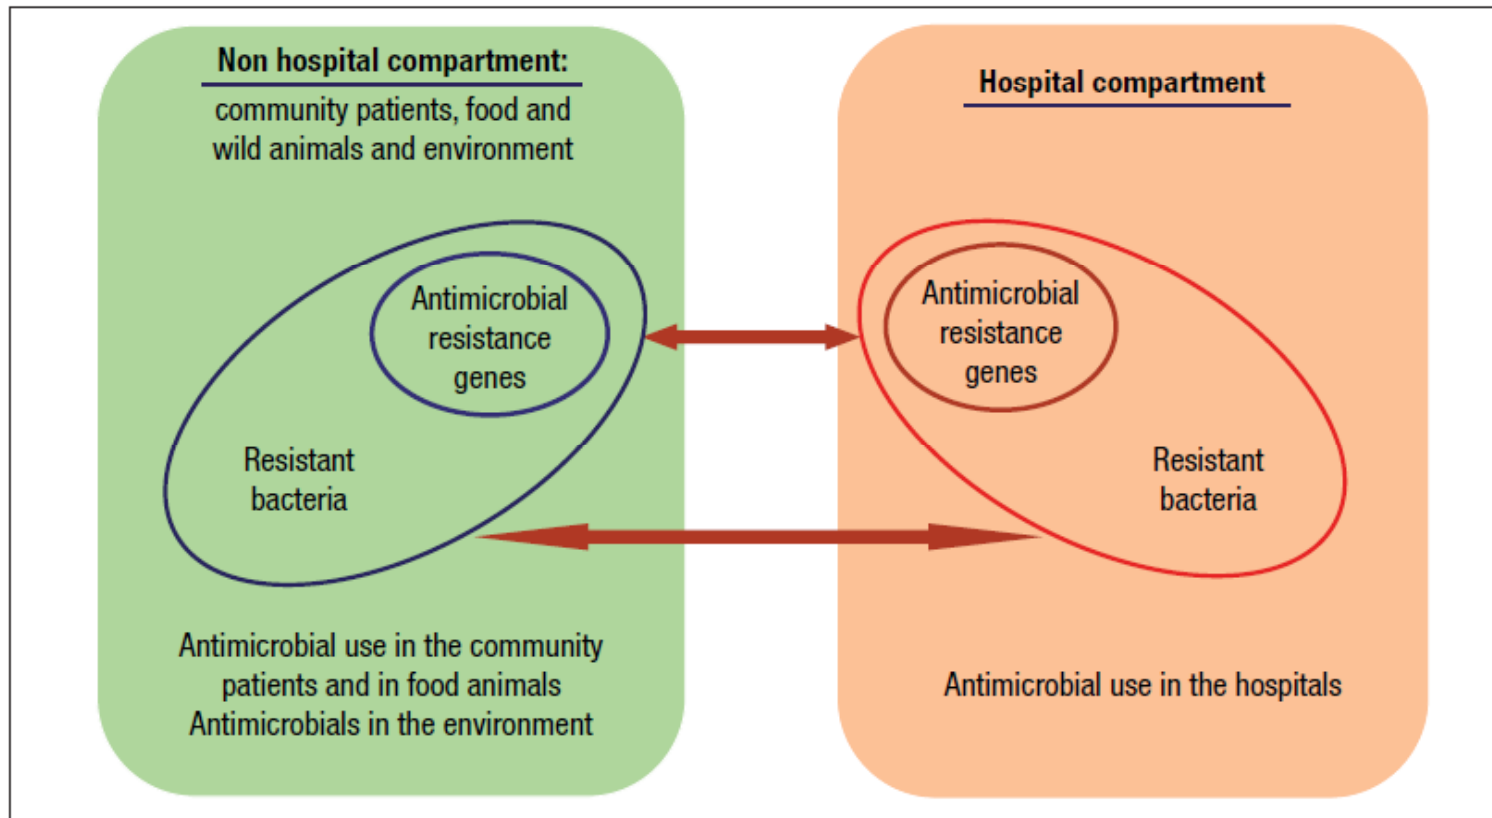 Non hospital compartment:
community patients, food and
wild animals and environment
Antimicrobial
resistance
genes
Resistant
bacteria
Antimicrobial use in the community
patients and in food animals
Antimicrobials in the environment
Hospital compartment
Antimicrobial
resistance
genes
Resistant
bacteria
Antimicrobial use in the hospitals